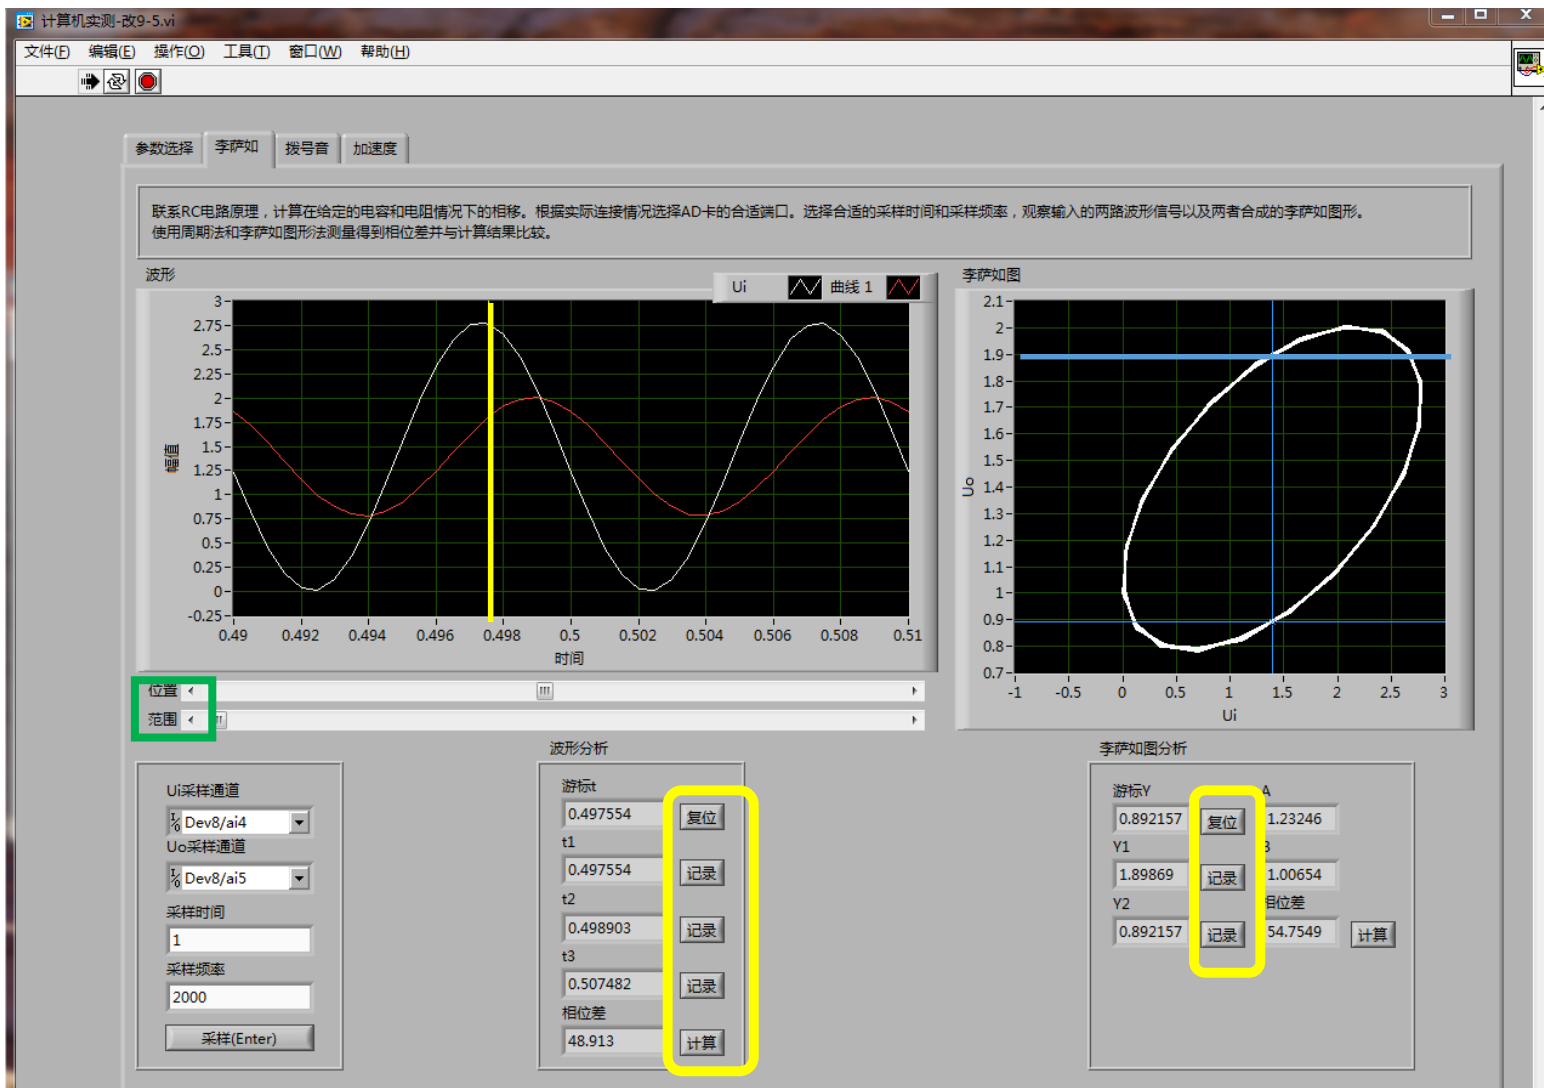 计算机实测-改9-5.vi
文件(F) 编辑(E) 操作(O) 工具(T) 窗口(W) 帮助(H)
参数选择 李萨如 拨号音 加速度
联系RC电路原理，计算在给定的电容和电阻情况下的相移。根据实际连接情况选择AD卡的合适端口。选择合适的采样时间和采样频率，观察输入的两路波形信号以及两者合成的李萨如图形。
使用周期法和李萨如图形法测量得到相位差并与计算结果比较。
波形
Ui 曲线 1
3
2.75
2.5
2.25
2
1.75
1.5
1.25
1
0.75
0.5
0.25
0
-0.25
幅值
0.49 0.492 0.494 0.496 0.498 0.5 0.502 0.504 0.506 0.508 0.51
时间
李萨如图
2.1
2
1.9
1.8
1.7
1.6
1.5
1.4
1.3
1.2
1.1
1
0.9
0.8
0.7
Uo
-1 -0.5 0 0.5 1 1.5 2 2.5 3
Ui
位置
范围
Ui采样通道
Dev8/ai4
Uo采样通道
Dev8/ai5
采样时间
1
采样频率
2000
采样(Enter)
波形分析
游标t
0.497554 复位
t1
0.497554 记录
t2
0.498903 记录
t3
0.507482 记录
相位差
48.913 计算
李萨如图分析
游标Y A
0.892157 复位 1.23246
Y1
1.89869 记录 1.00654
Y2 相位差
0.892157 记录 54.7549 计算